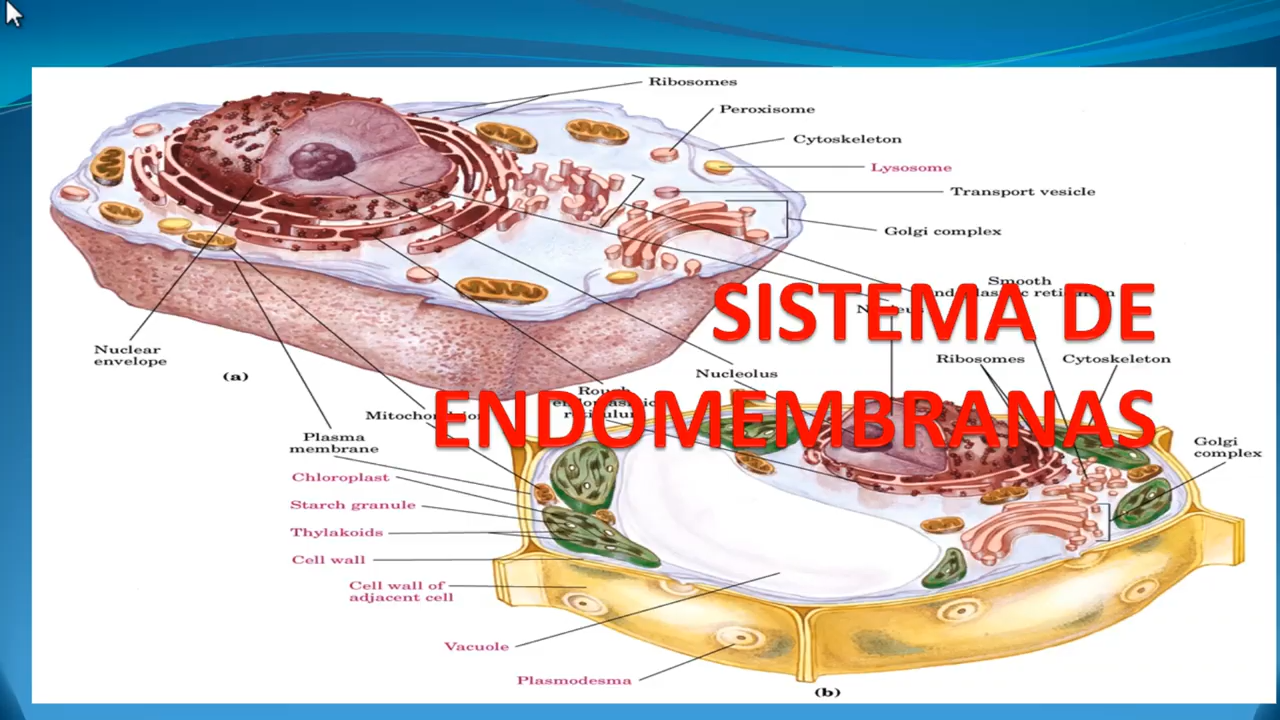 Ribosomes
Peroxisome
Cytoskeleton
Lysosome
Transport vesicle
Golgi complex
Smooth
SISTEMA DE
Nuclear
envelope
(a)
Ribosomes
Cytoskeleton
Nucleolus
Rough
ENDOMEMBRANAS
Plasma
membrane
Golgi
complex
Chloroplast
Starch granule
Thylakoids
Cell wall
Cell wall of
adjacent cell
Vacuole
Plasmodesma
(b)